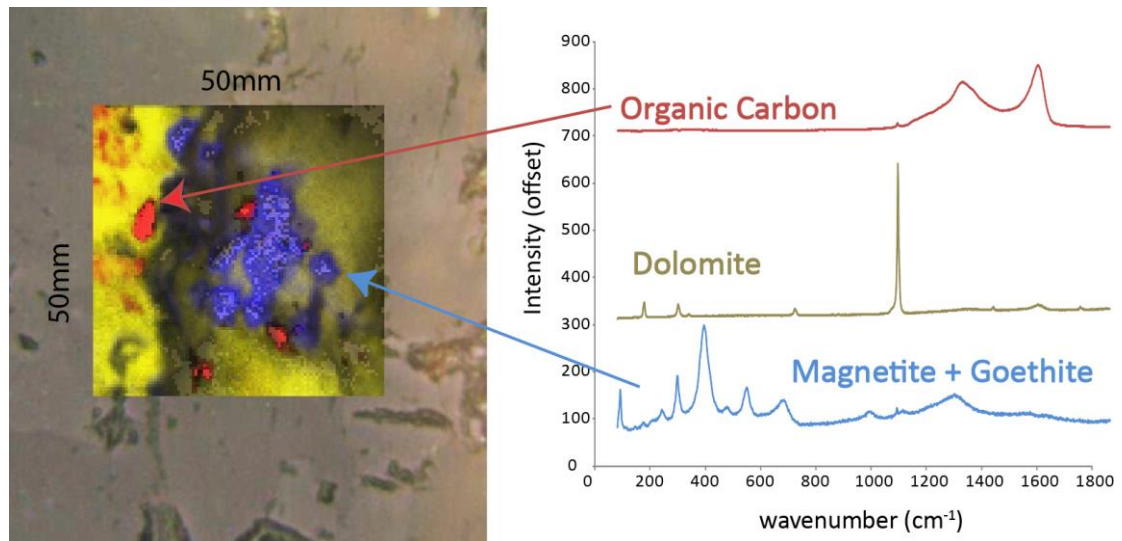 50mm
50mm
900
800
700
600
500
400
300
200
100
0
Intensity (offset)
Organic Carbon
Dolomite
Magnetite + Goethite
0
200
400
600
800
1000
1200
1400
1600
1800
wavenumber (cm⁻¹)